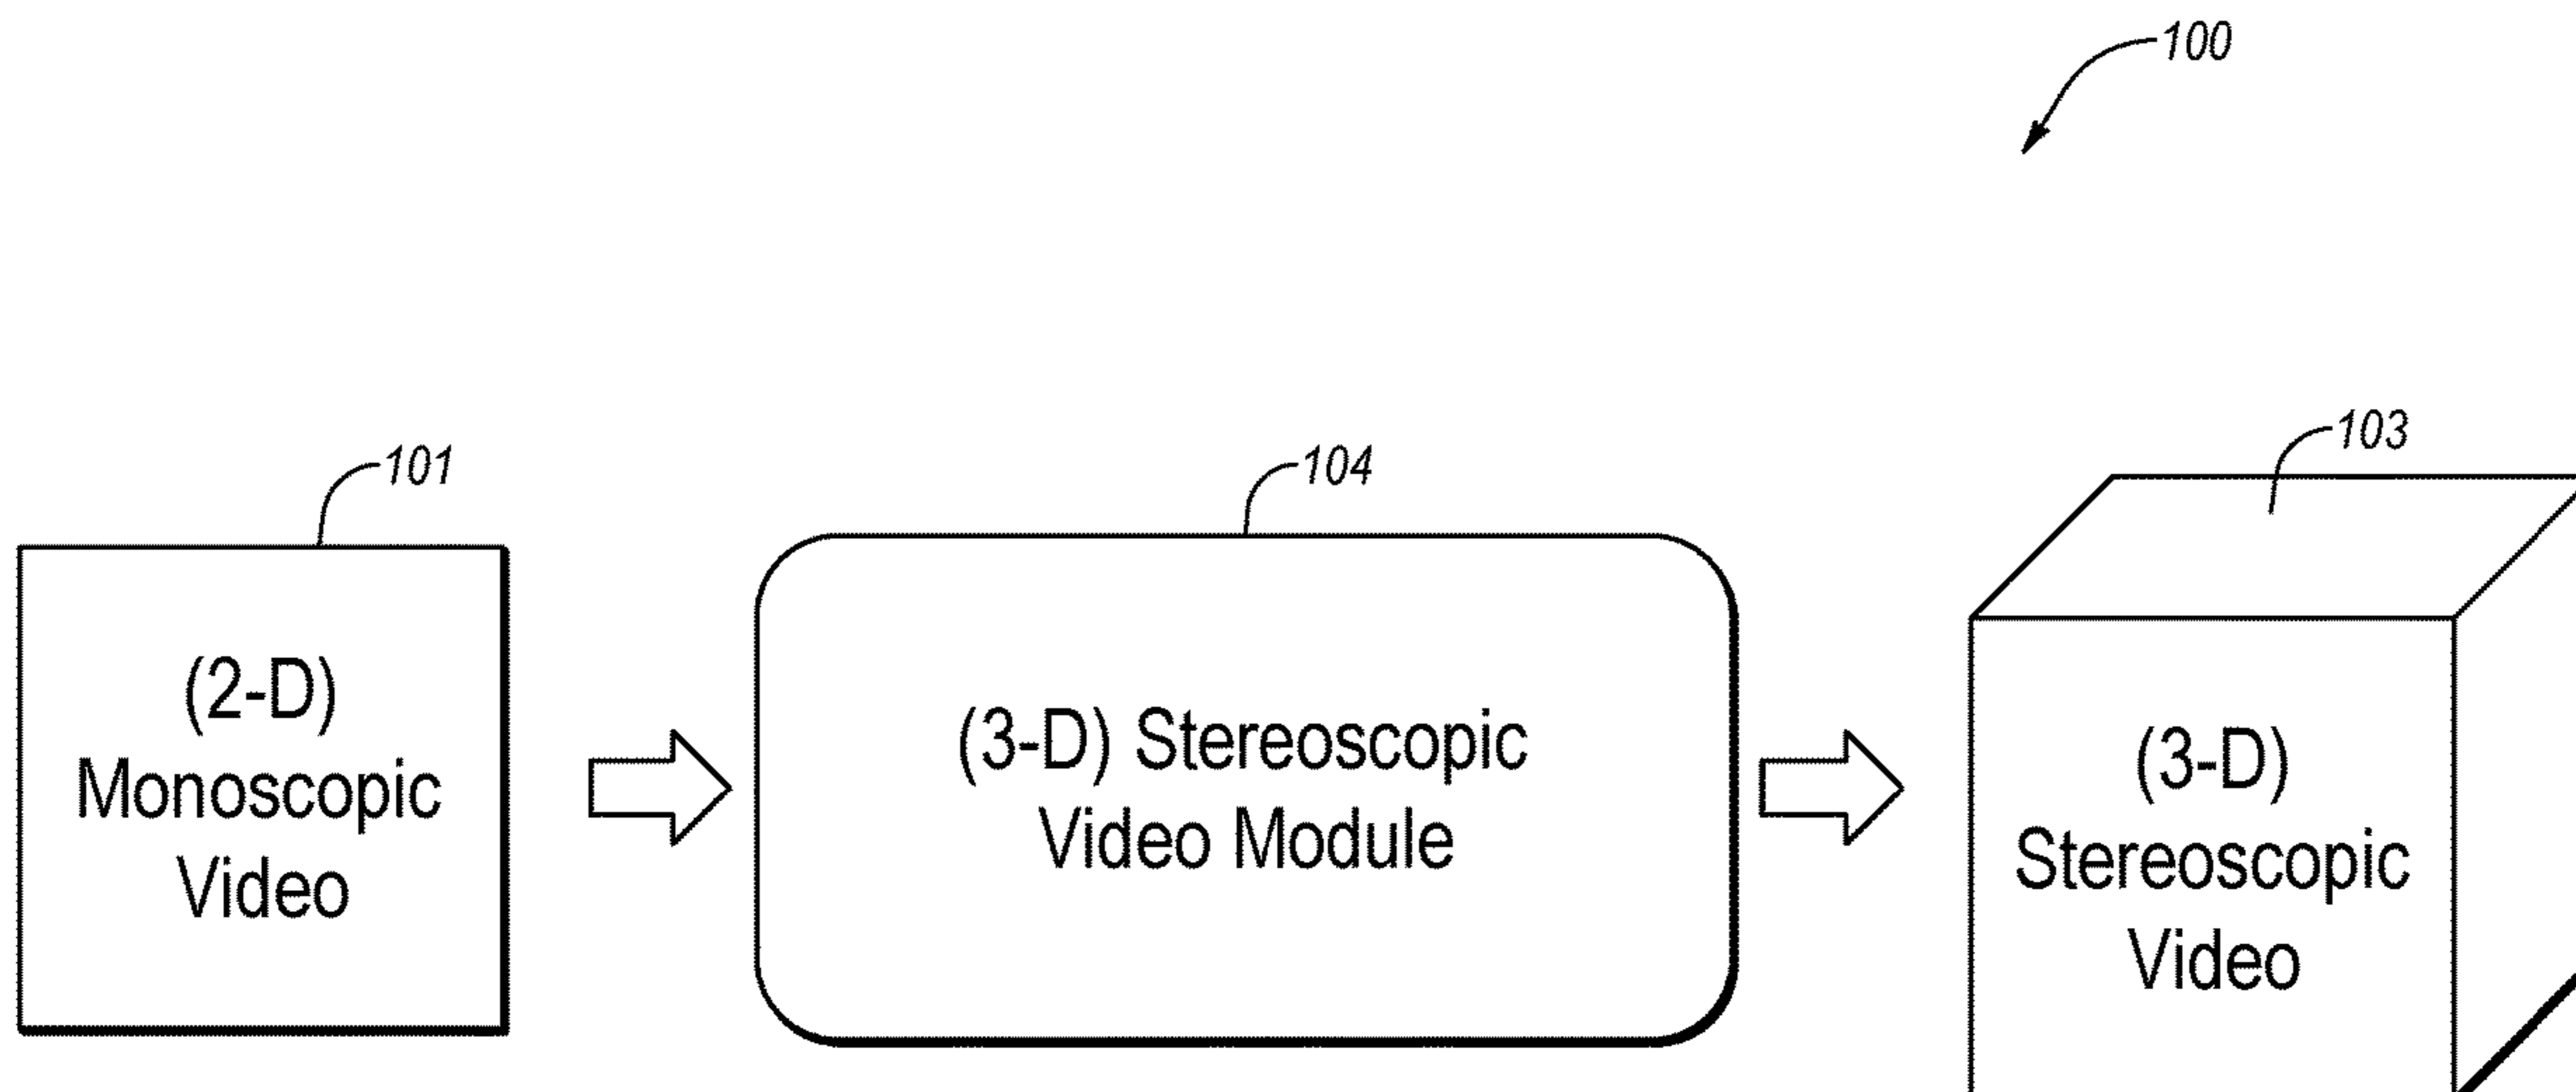 100
101
104
103
(2-D)
Monoscopic
Video
(3-D) Stereoscopic
Video Module
(3-D)
Stereoscopic
Video